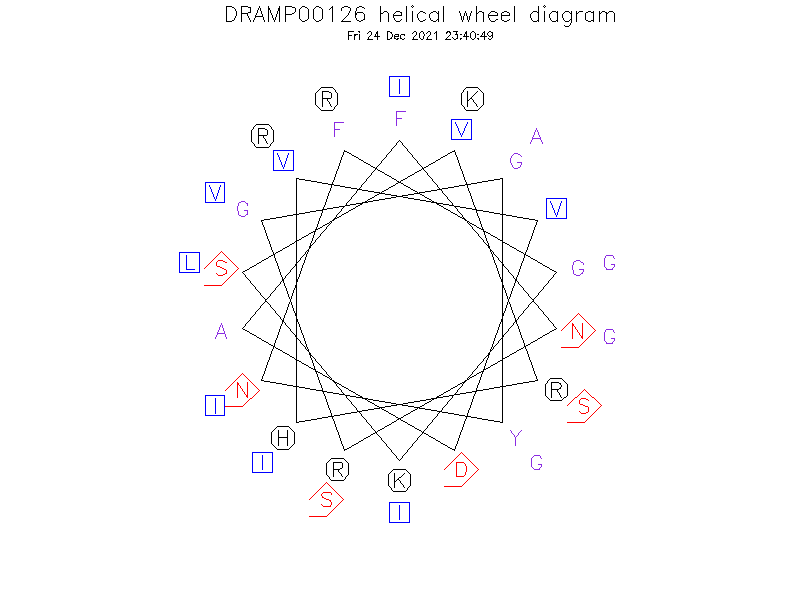 DRAMP00126 helical wheel diagram
Fri 24 Dec 2021 23:40:49
I
R K
F F V
R A
V G
V G V
L S G G
A N G
I N R S
H Y
I R K D G
S I